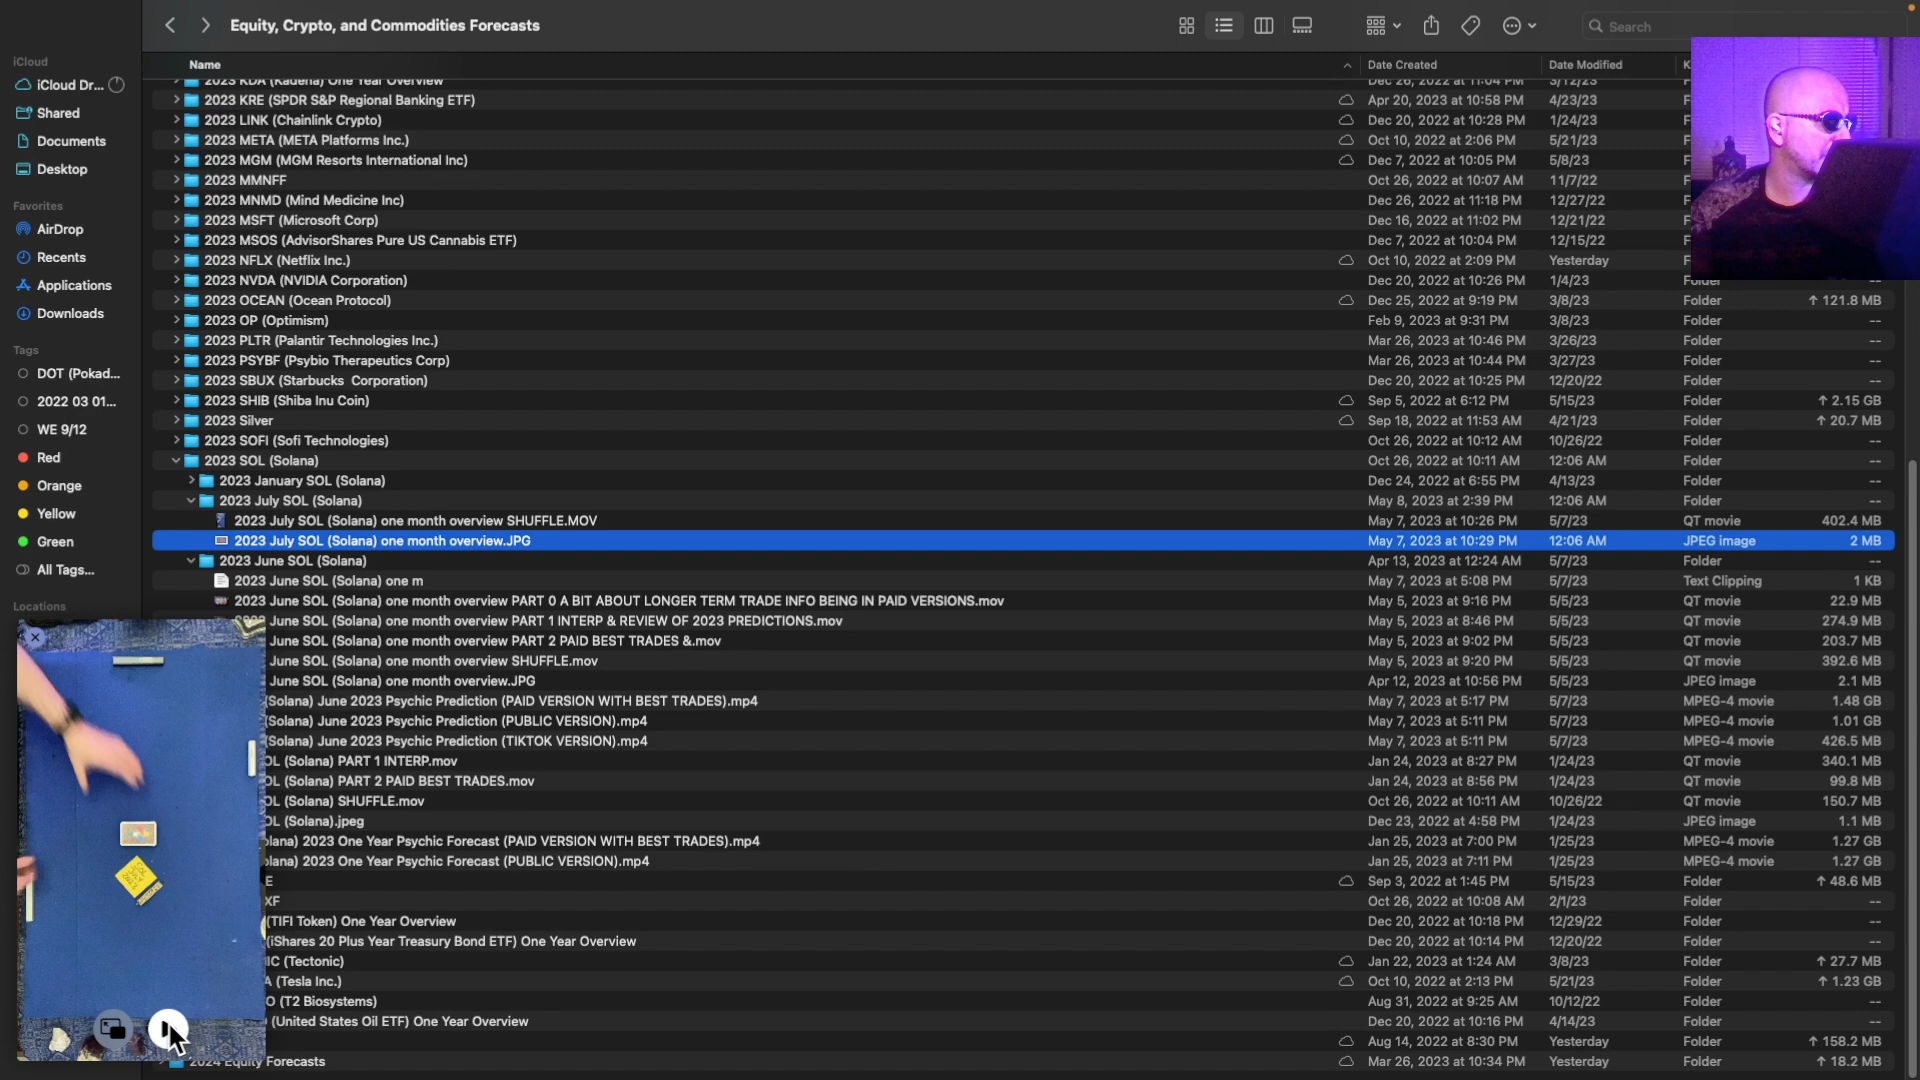 Equity, Crypto, and Commodities Forecasts
Search
iCloud
iCloud Dr...
Shared
Documents
Desktop
Favorites
AirDrop
Recents
Applications
Downloads
Tags
DOT (Pokad...
2022 03 01...
WE 9/12
Red
Orange
Yellow
Green
All Tags...
Locations
Name Date Created Date Modified
2023 KDA (Kadena) One Year Overview Dec 26, 2022 at 11:04 PM 3/12/23
2023 KRE (SPDR S&P Regional Banking ETF) Apr 20, 2023 at 10:58 PM 4/23/23
2023 LINK (Chainlink Crypto) Dec 20, 2022 at 10:28 PM 1/24/23
2023 META (META Platforms Inc.) Oct 10, 2022 at 2:06 PM 5/21/23
2023 MGM (MGM Resorts International Inc) Dec 7, 2022 at 10:05 PM 5/8/23
2023 MMNFF Oct 26, 2022 at 10:07 AM 11/7/22
2023 MNMD (Mind Medicine Inc) Dec 26, 2022 at 11:18 PM 12/27/22
2023 MSFT (Microsoft Corp) Dec 16, 2022 at 11:02 PM 12/21/22
2023 MSOS (AdvisorShares Pure US Cannabis ETF) Dec 7, 2022 at 10:04 PM 12/15/22
2023 NFLX (Netflix Inc.) Oct 10, 2022 at 2:09 PM Yesterday
2023 NVDA (NVIDIA Corporation) Dec 20, 2022 at 10:26 PM 1/4/23 Folder --
2023 OCEAN (Ocean Protocol) Dec 25, 2022 at 9:19 PM 3/8/23 Folder ↑ 121.8 MB
2023 OP (Optimism) Feb 9, 2023 at 9:31 PM 3/8/23 Folder --
2023 PLTR (Palantir Technologies Inc.) Mar 26, 2023 at 10:46 PM 3/26/23 Folder --
2023 PSYBF (Psybio Therapeutics Corp) Mar 26, 2023 at 10:44 PM 3/27/23 Folder --
2023 SBUX (Starbucks Corporation) Dec 20, 2022 at 10:25 PM 12/20/22 Folder --
2023 SHIB (Shiba Inu Coin) Sep 5, 2022 at 6:12 PM 5/15/23 Folder ↑ 2.15 GB
2023 Silver Sep 18, 2022 at 11:53 AM 4/21/23 Folder ↑ 20.7 MB
2023 SOFI (Sofi Technologies) Oct 26, 2022 at 10:12 AM 10/26/22 Folder --
2023 SOL (Solana) Oct 26, 2022 at 10:11 AM 12:06 AM Folder --
2023 January SOL (Solana) Dec 24, 2022 at 6:55 PM 4/13/23 Folder --
2023 July SOL (Solana) May 8, 2023 at 2:39 PM 12:06 AM Folder --
2023 July SOL (Solana) one month overview SHUFFLE.MOV May 7, 2023 at 10:26 PM 5/7/23 QT movie 402.4 MB
2023 July SOL (Solana) one month overview.JPG May 7, 2023 at 10:29 PM 12:06 AM JPEG image 2 MB
2023 June SOL (Solana) Apr 13, 2023 at 12:24 AM 5/7/23 Folder --
2023 June SOL (Solana) one m May 7, 2023 at 5:08 PM 5/7/23 Text Clipping 1 KB
2023 June SOL (Solana) one month overview PART 0 A BIT ABOUT LONGER TERM TRADE INFO BEING IN PAID VERSIONS.mov May 5, 2023 at 9:16 PM 5/5/23 QT movie 22.9 MB
June SOL (Solana) one month overview PART 1 INTERP & REVIEW OF 2023 PREDICTIONS.mov May 5, 2023 at 8:46 PM 5/5/23 QT movie 274.9 MB
June SOL (Solana) one month overview PART 2 PAID BEST TRADES &.mov May 5, 2023 at 9:02 PM 5/5/23 QT movie 203.7 MB
June SOL (Solana) one month overview SHUFFLE.mov May 5, 2023 at 9:20 PM 5/5/23 QT movie 392.6 MB
June SOL (Solana) one month overview.JPG Apr 12, 2023 at 10:56 PM 5/5/23 JPEG image 2.1 MB
(Solana) June 2023 Psychic Prediction (PAID VERSION WITH BEST TRADES).mp4 May 7, 2023 at 5:17 PM 5/7/23 MPEG-4 movie 1.48 GB
(Solana) June 2023 Psychic Prediction (PUBLIC VERSION).mp4 May 7, 2023 at 5:11 PM 5/7/23 MPEG-4 movie 1.01 GB
(Solana) June 2023 Psychic Prediction (TIKTOK VERSION).mp4 May 7, 2023 at 5:11 PM 5/7/23 MPEG-4 movie 426.5 MB
OL (Solana) PART 1 INTERP.mov Jan 24, 2023 at 8:27 PM 1/24/23 QT movie 340.1 MB
OL (Solana) PART 2 PAID BEST TRADES.mov Jan 24, 2023 at 8:56 PM 1/24/23 QT movie 99.8 MB
OL (Solana) SHUFFLE.mov Oct 26, 2022 at 10:11 AM 10/26/22 QT movie 150.7 MB
OL (Solana).jpeg Dec 23, 2022 at 4:58 PM 1/24/23 JPEG image 1.1 MB
olana) 2023 One Year Psychic Forecast (PAID VERSION WITH BEST TRADES).mp4 Jan 25, 2023 at 7:00 PM 1/25/23 MPEG-4 movie 1.27 GB
olana) 2023 One Year Psychic Forecast (PUBLIC VERSION).mp4 Jan 25, 2023 at 7:11 PM 1/25/23 MPEG-4 movie 1.27 GB
E Sep 3, 2022 at 1:45 PM 5/15/23 Folder ↑ 48.6 MB
XF Oct 26, 2022 at 10:08 AM 2/1/23 Folder --
(TIFI Token) One Year Overview Dec 20, 2022 at 10:18 PM 12/29/22 Folder --
(iShares 20 Plus Year Treasury Bond ETF) One Year Overview Dec 20, 2022 at 10:14 PM 12/20/22 Folder --
IC (Tectonic) Jan 22, 2023 at 1:24 AM 3/8/23 Folder ↑ 27.7 MB
A (Tesla Inc.) Oct 10, 2022 at 2:13 PM 5/21/23 Folder ↑ 1.23 GB
O (T2 Biosystems) Aug 31, 2022 at 9:25 AM 10/12/22 Folder --
(United States Oil ETF) One Year Overview Dec 20, 2022 at 10:16 PM 4/14/23 Folder --
Aug 14, 2022 at 8:30 PM Yesterday Folder ↑ 158.2 MB
2024 Equity Forecasts Mar 26, 2023 at 10:34 PM Yesterday Folder ↑ 18.2 MB